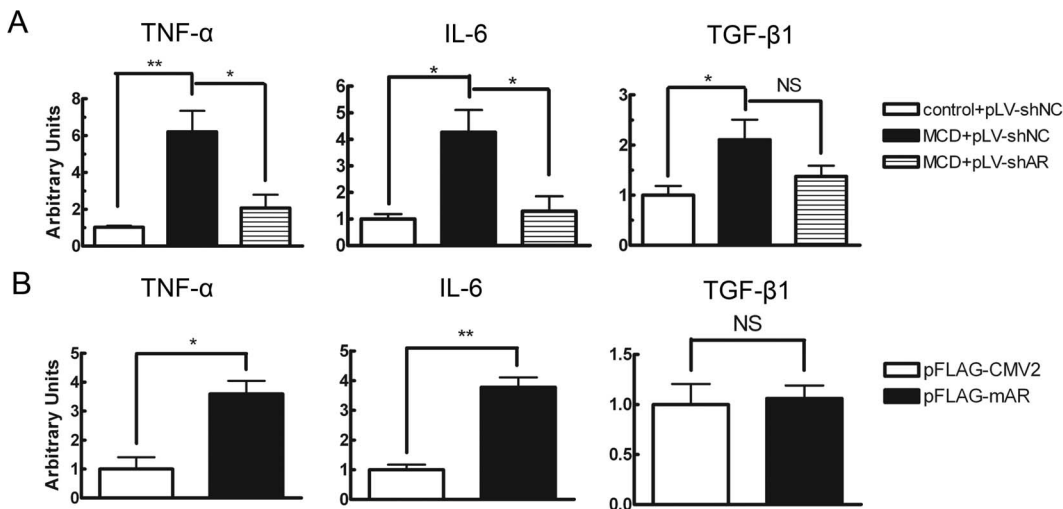 A
TNF-α
IL-6
TGF-β1
Arbitrary Units
8
6
4
2
0
**
*
6
5
4
3
2
1
0
*
*
3
2
1
0
*
NS
control+pLV-shNC
MCD+pLV-shNC
MCD+pLV-shAR
B
TNF-α
IL-6
TGF-β1
Arbitrary Units
5
4
3
2
1
0
*
5
4
3
2
1
0
**
1.5
1.0
0.5
0.0
NS
pFLAG-CMV2
pFLAG-mAR